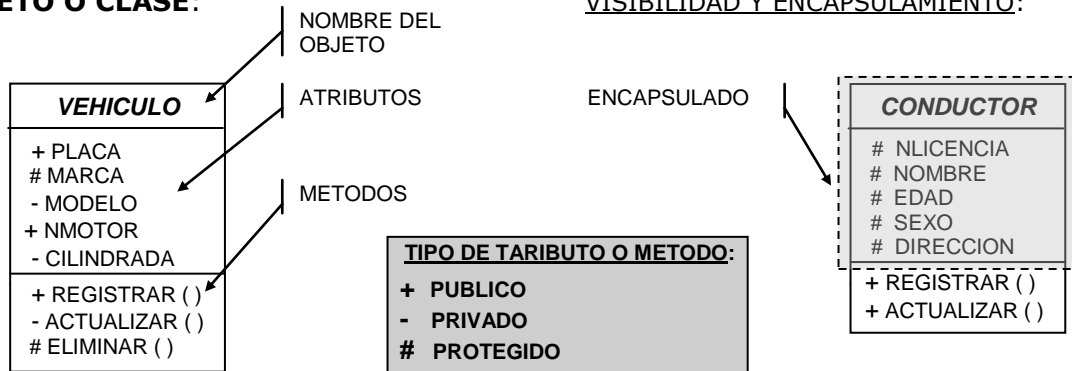 ETO O CLASE:
VISIBILIDAD Y ENCAPSULAMIENTO:
NOMBRE DEL
OBJETO
VEHICULO
+ PLACA
# MARCA
- MODELO
+ NMOTOR
- CILINDRADA
+ REGISTRAR ( )
- ACTUALIZAR ( )
# ELIMINAR ( )
ATRIBUTOS
METODOS
TIPO DE TARIBUTO O METODO:
+ PUBLICO
- PRIVADO
# PROTEGIDO
ENCAPSULADO
CONDUCTOR
# NLICENCIA
# NOMBRE
# EDAD
# SEXO
# DIRECCION
+ REGISTRAR ( )
+ ACTUALIZAR ( )